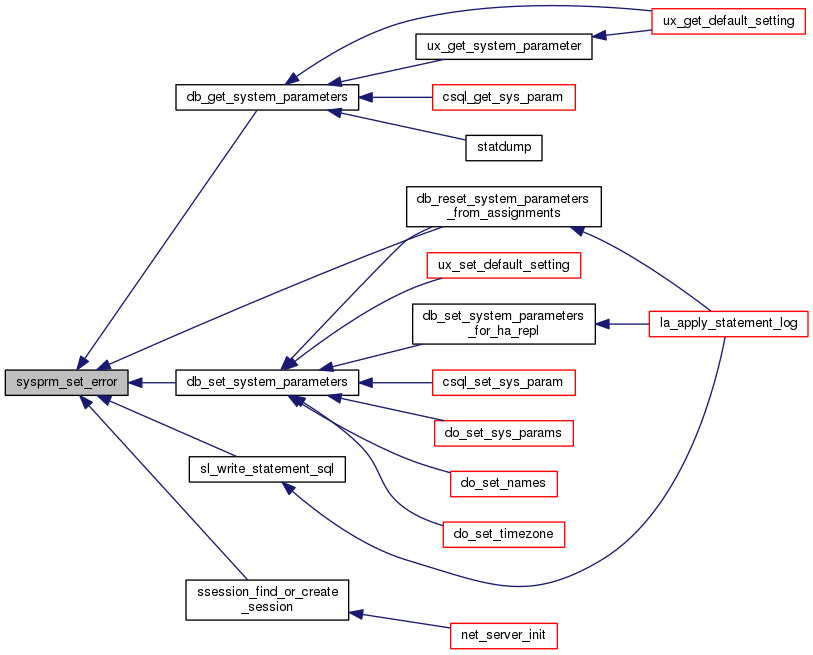 ux_get_default_setting
ux_get_system_parameter
db_get_system_parameters
csql_get_sys_param
statdump
db_reset_system_parameters
_from_assignments
ux_set_default_setting
db_set_system_parameters
_for_ha_repl
la_apply_statement_log
sysprm_set_error
db_set_system_parameters
csql_set_sys_param
do_set_sys_params
sl_write_statement_sql
do_set_names
do_set_timezone
ssession_find_or_create
_session
net_server_init